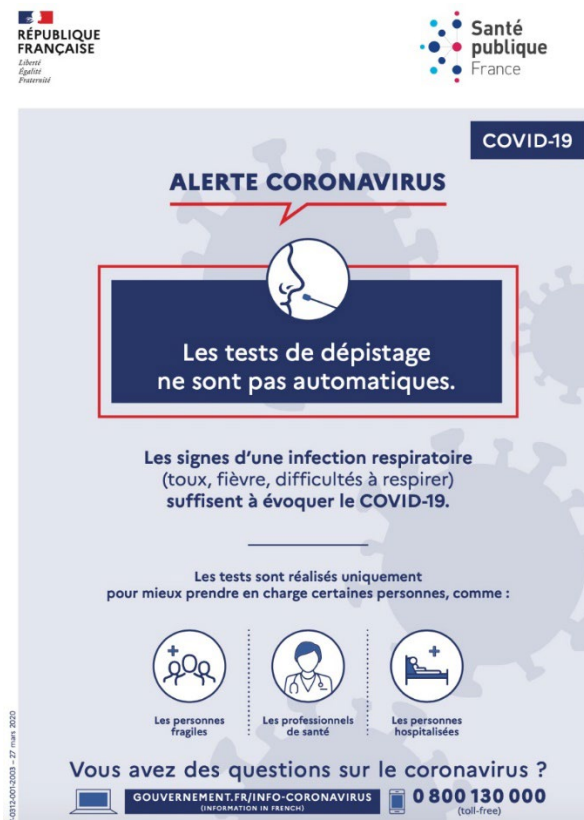 RÉPUBLIQUE
FRANÇAISE
Liberté
Égalité
Fraternité
Santé
publique
France
COVID-19
ALERTE CORONAVIRUS
Les tests de dépistage
ne sont pas automatiques.
Les signes d'une infection respiratoire
(toux, fièvre, difficultés à respirer)
suffisent à évoquer le COVID-19.
Les tests sont réalisés uniquement
pour mieux prendre en charge certaines personnes, comme :
Les personnes
fragiles
Les professionnels
de santé
Les personnes
hospitalisées
Vous avez des questions sur le coronavirus ?
GOUVERNEMENT.FR/INFO-CORONAVIRUS
(INFORMATION IN FRENCH)
0 800 130 000
(toll-free)
-0312-001-2003 – 27 mars 2020